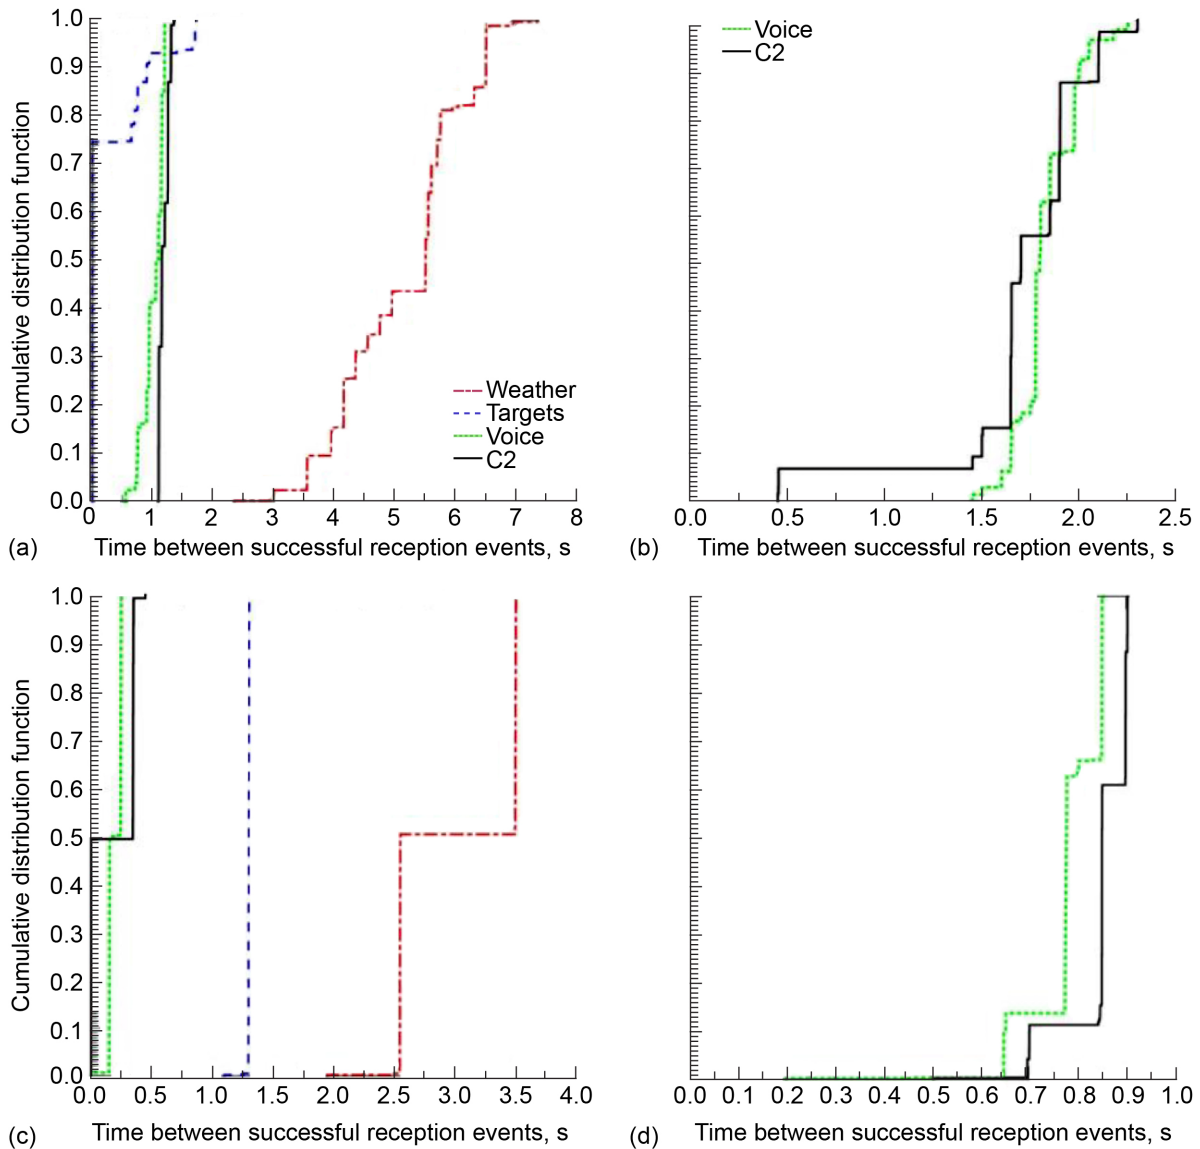 1.0
0.9
0.8
0.7
0.6
0.5
0.4
0.3
0.2
0.1
0.0
Cumulative distribution function
Weather
Targets
Voice
C2
0 1 2 3 4 5 6 7 8
(a) Time between successful reception events, s
Voice
C2
0.0 0.5 1.0 1.5 2.0 2.5
(b) Time between successful reception events, s
1.0
0.9
0.8
0.7
0.6
0.5
0.4
0.3
0.2
0.1
0.0
Cumulative distribution function
0.0 0.5 1.0 1.5 2.0 2.5 3.0 3.5 4.0
(c) Time between successful reception events, s
0.0 0.1 0.2 0.3 0.4 0.5 0.6 0.7 0.8 0.9 1.0
(d) Time between successful reception events, s